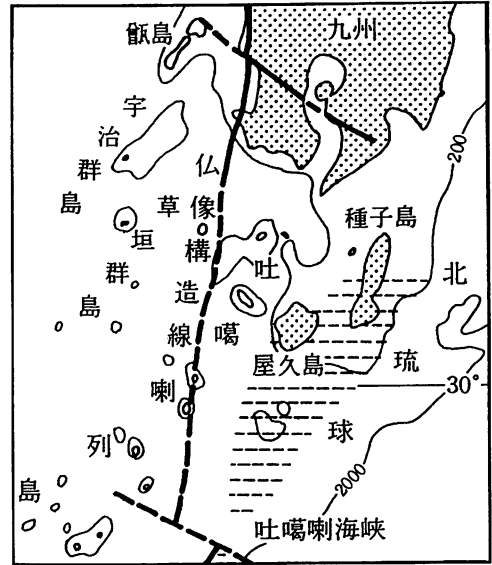 甑島
九州
宇治群島
草垣群島
仏像構造線
吐噶喇列島
種子島
屋久島
北琉球
200
30°
2000
吐噶喇海峡